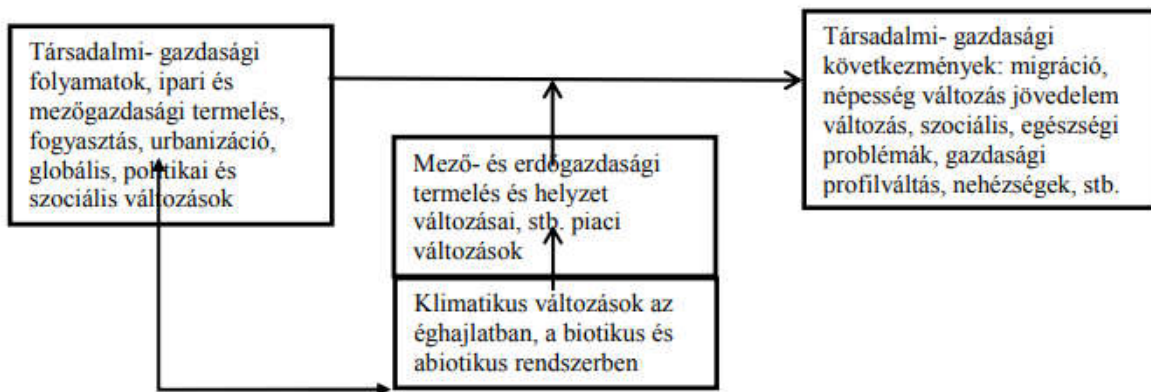 Társadalmi- gazdasági
folyamatok, ipari és
mezőgazdasági termelés,
fogyasztás, urbanizáció,
globális, politikai és
szociális változások
Mező- és erdőgazdasági
termelés és helyzet
változásai, stb. piaci
változások
Klimatikus változások az
éghajlatban, a biotikus és
abiotikus rendszerben
Társadalmi- gazdasági
következmények: migráció,
népesség változás jövedelem
változás, szociális, egészségi
problémák, gazdasági
profilváltás, nehézségek, stb.